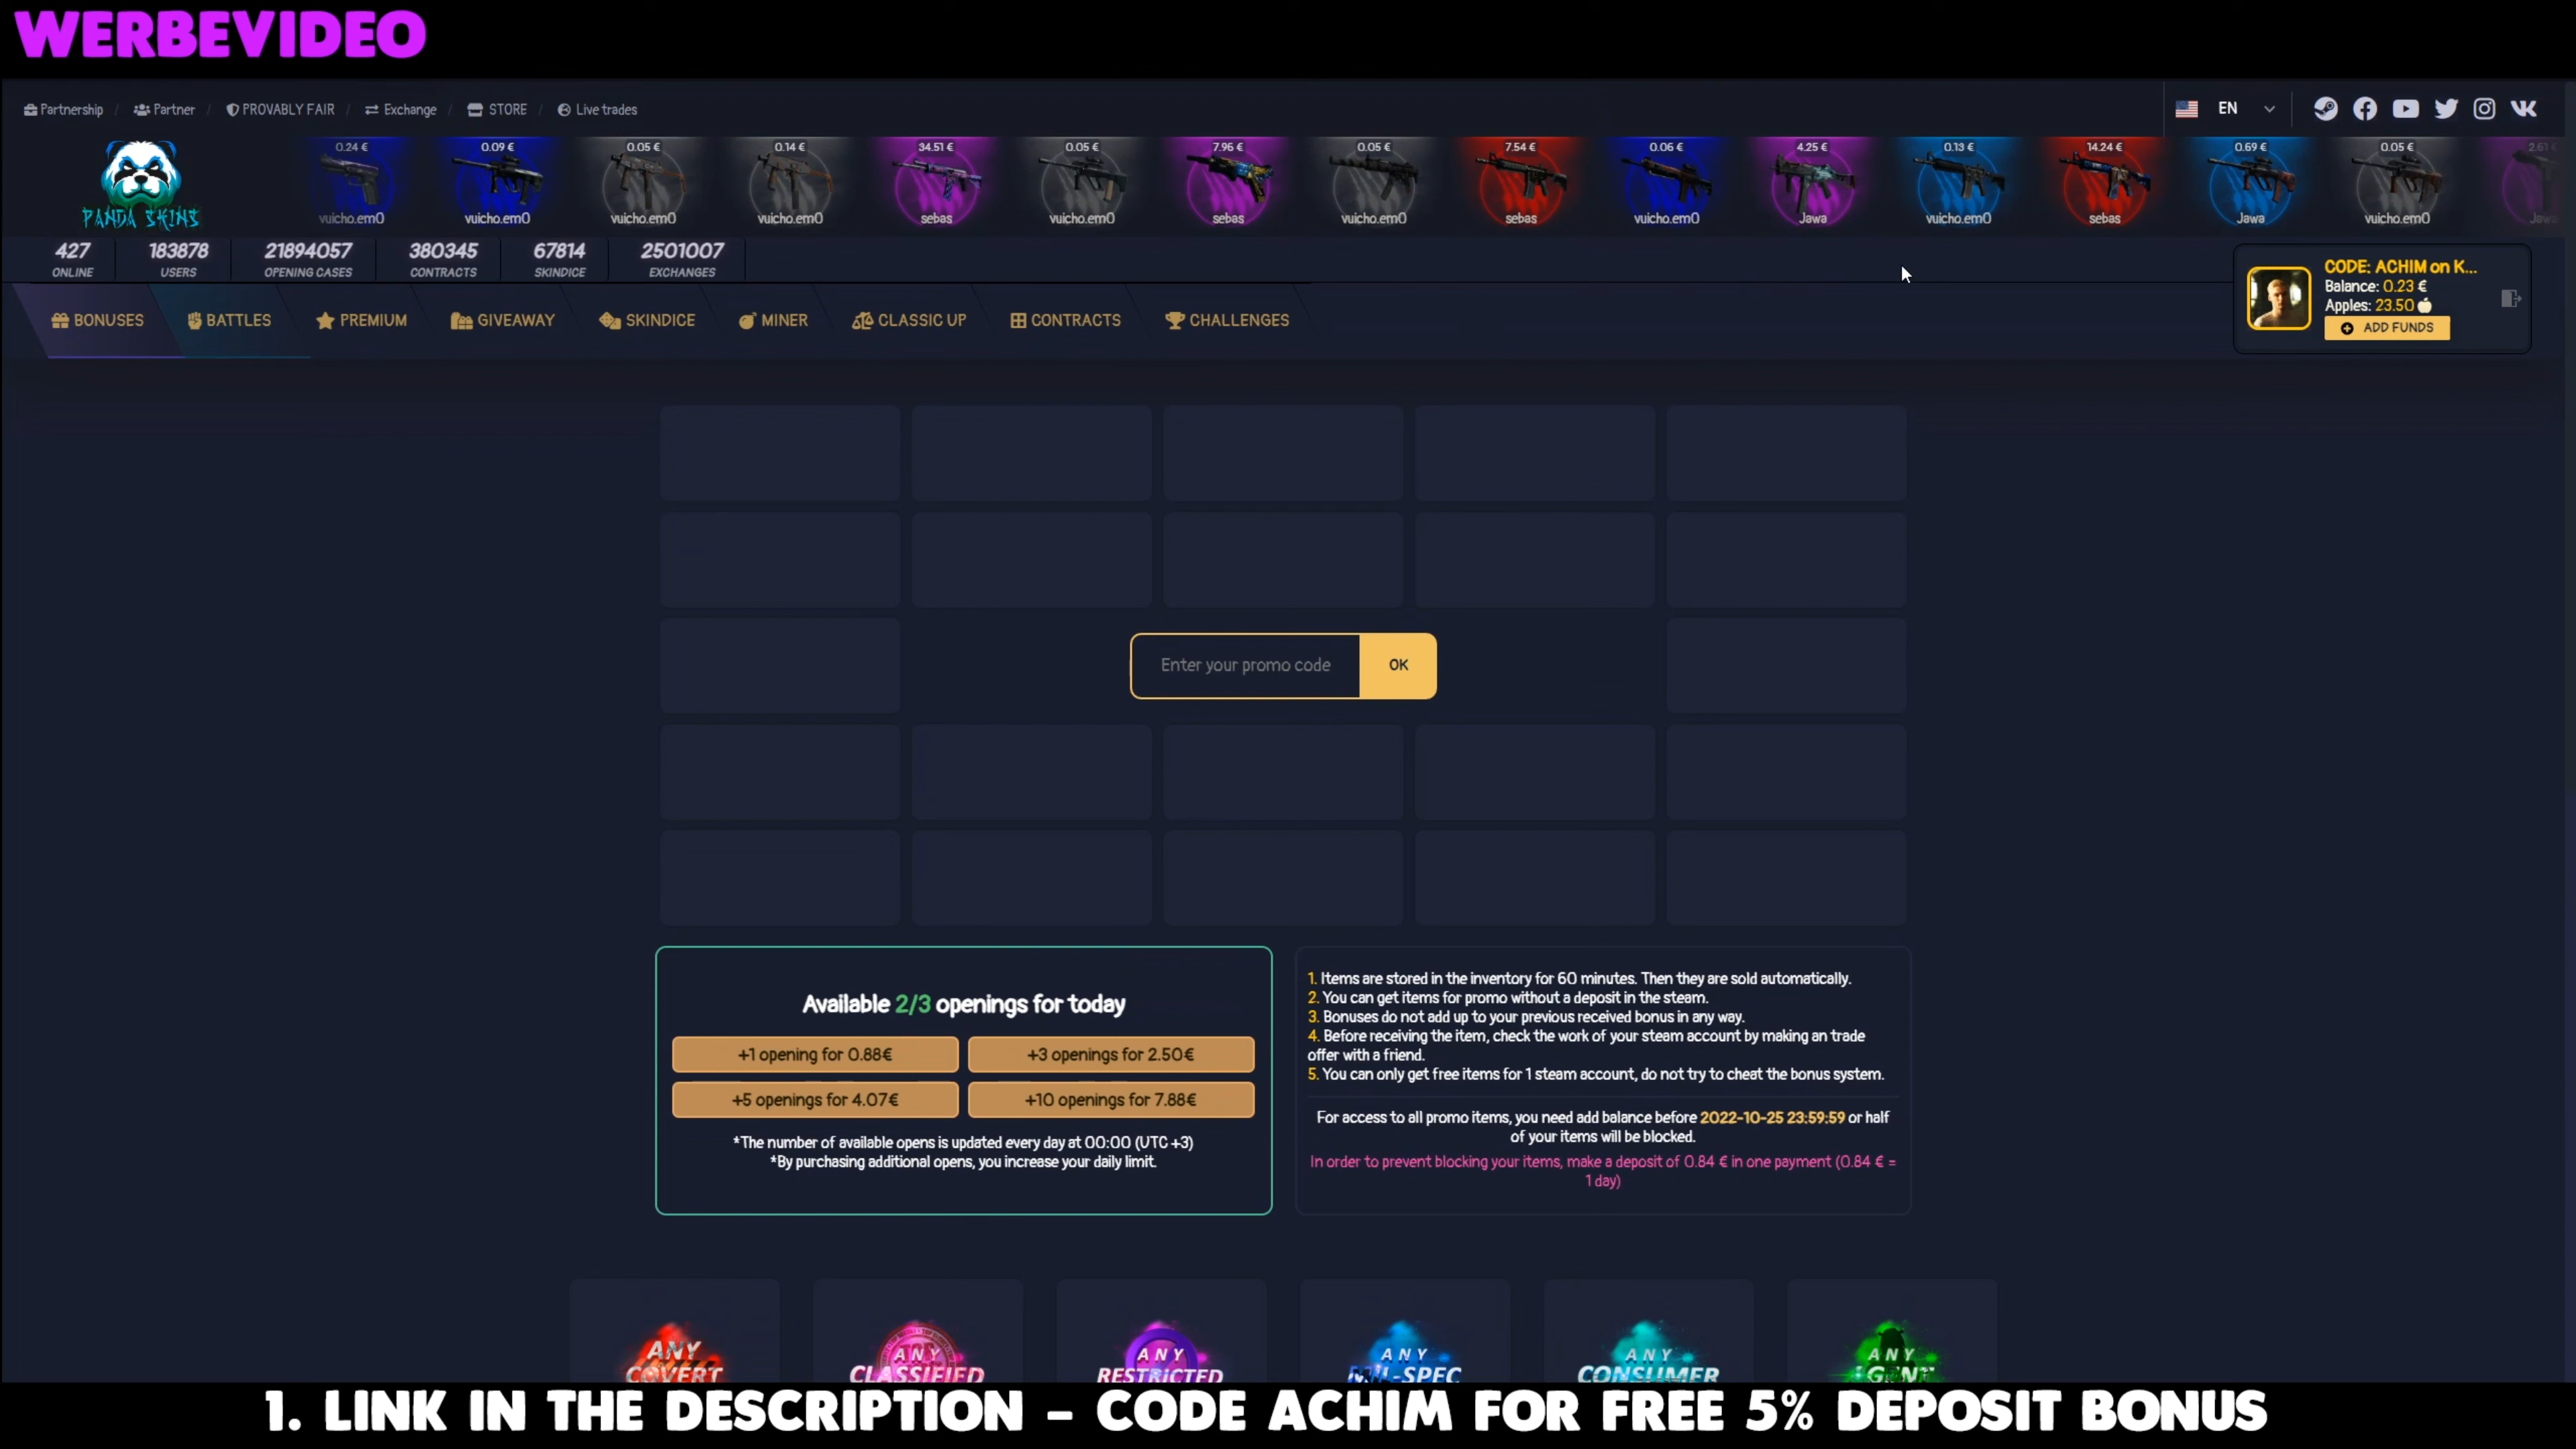 WERBEVIDEO
Partnership / Partner / PROVABLY FAIR / Exchange / STORE / Live trades
EN
PANDA SKINS
0.24 € 0.09 € 0.05 € 0.14 € 34.51 € 0.05 € 7.96 € 0.05 € 7.54 € 0.06 € 4.25 € 0.13 € 14.24 € 0.69 € 0.05 € 2.61 €
vuicho.em0 vuicho.em0 vuicho.em0 vuicho.em0 sebas vuicho.em0 sebas vuicho.em0 sebas vuicho.em0 Jawa vuicho.em0 sebas Jawa vuicho.em0 Jawa
427 183878 21894057 380345 67814 2501007
ONLINE USERS OPENING CASES CONTRACTS SKINDICE EXCHANGES
CODE: ACHIM on K...
Balance: 0.23 €
Apples: 23.50
ADD FUNDS
BONUSES BATTLES PREMIUM GIVEAWAY SKINDICE MINER CLASSIC UP CONTRACTS CHALLENGES
Enter your promo code OK
Available 2/3 openings for today
+1 opening for 0.88€ +3 openings for 2.50€
+5 openings for 4.07€ +10 openings for 7.88€
*The number of available opens is updated every day at 00:00 (UTC +3)
*By purchasing additional opens, you increase your daily limit.
1. Items are stored in the inventory for 60 minutes. Then they are sold automatically.
2. You can get items for promo without a deposit in the steam.
3. Bonuses do not add up to your previous received bonus in any way.
4. Before receiving the item, check the work of your steam account by making an trade
offer with a friend.
5. You can only get free items for 1 steam account, do not try to cheat the bonus system.
For access to all promo items, you need add balance before 2022-10-25 23:59:59 or half
of your items will be blocked.
In order to prevent blocking your items, make a deposit of 0.84 € in one payment (0.84 € =
1 day)
ANY ANY ANY ANY ANY ANY
COVERT CLASSIFIED RESTRICTED MIL-SPEC CONSUMER AGENT
1. LINK IN THE DESCRIPTION – CODE ACHIM FOR FREE 5% DEPOSIT BONUS